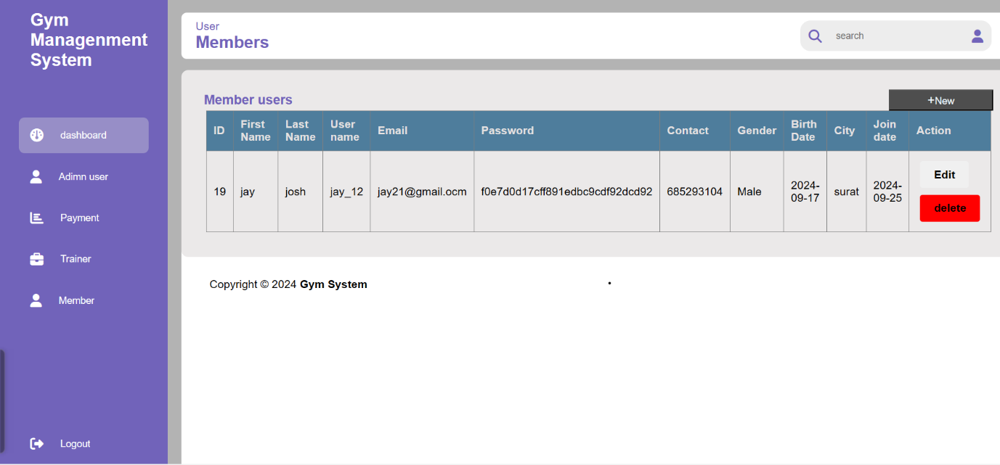 Gym
Managenment
System
dashboard
Adimn user
Payment
Trainer
Member
Logout
User
Members
search
Member users
+New
ID First Name Last Name User name Email Password Contact Gender Birth Date City Join date Action
19 jay josh jay_12 jay21@gmail.ocm f0e7d0d17cff891edbc9cdf92dcd92 685293104 Male 2024-09-17 surat 2024-09-25 Edit
delete
Copyright © 2024 Gym System